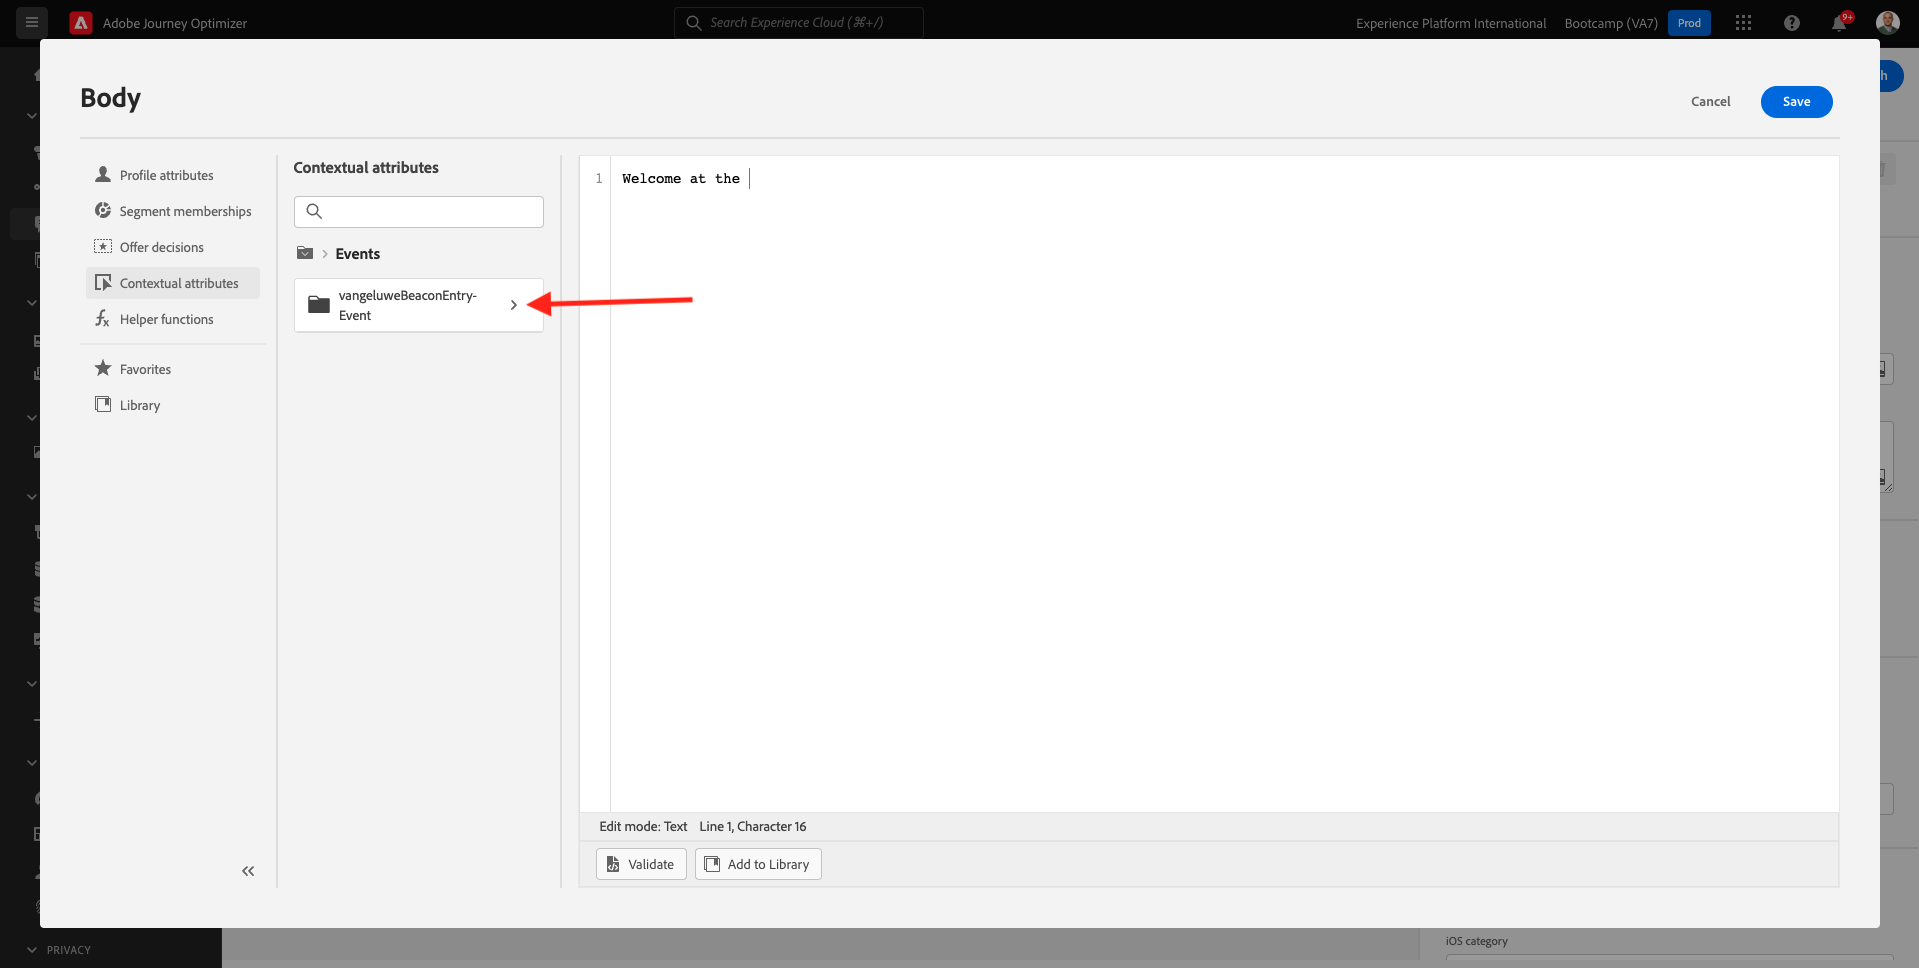 Adobe Journey Optimizer
Search Experience Cloud (⌘+/)
Experience Platform International
Bootcamp (VA7)
Prod
9+
h
Body
Cancel
Save
Profile attributes
Segment memberships
Offer decisions
Contextual attributes
Helper functions
Favorites
Library
Contextual attributes
Events
vangeluweBeaconEntry-
Event
1
Welcome at the
Edit mode: Text
Line 1, Character 16
Validate
Add to Library
PRIVACY
iOS category